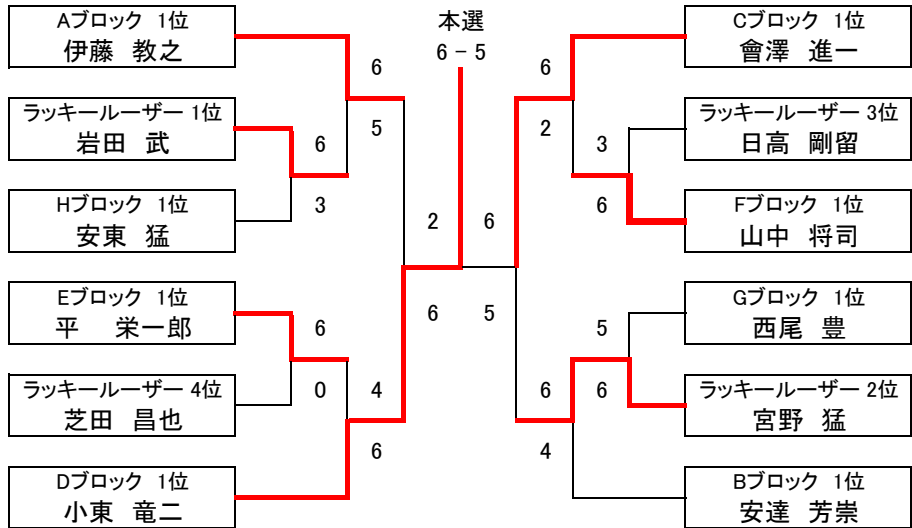 Aブロック 1位
伊藤 教之
ラッキールーザー 1位
岩田 武
Hブロック 1位
安東 猛
Eブロック 1位
平 栄一郎
ラッキールーザー 4位
芝田 昌也
Dブロック 1位
小東 竜二
6
5
6
3
6
0
4
6
2
6
本選
6 - 5
6
5
6
2
3
6
5
6
6
4
Cブロック 1位
會澤 進一
ラッキールーザー 3位
日高 剛留
Fブロック 1位
山中 将司
Gブロック 1位
西尾 豊
ラッキールーザー 2位
宮野 猛
Bブロック 1位
安達 芳崇